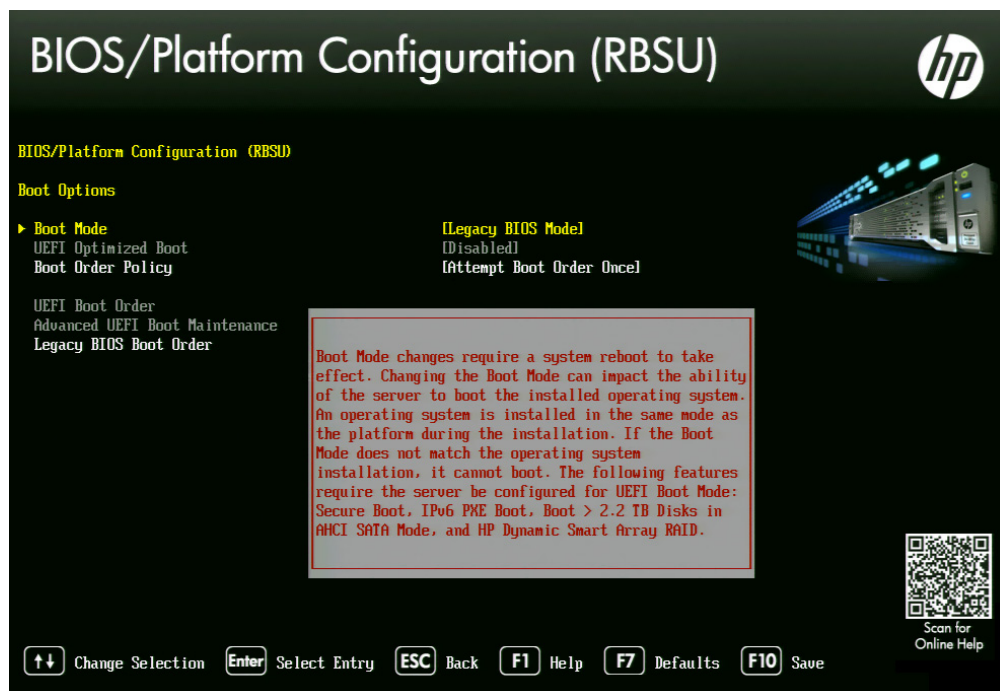 BIOS/Platform Configuration (RBSU)
hp
BIOS/Platform Configuration (RBSU)
Boot Options
Boot Mode [Legacy BIOS Mode]
UEFI Optimized Boot [Disabled]
Boot Order Policy [Attempt Boot Order Once]
UEFI Boot Order
Advanced UEFI Boot Maintenance
Legacy BIOS Boot Order
Boot Mode changes require a system reboot to take
effect. Changing the Boot Mode can impact the ability
of the server to boot the installed operating system.
An operating system is installed in the same mode as
the platform during the installation. If the Boot
Mode does not match the operating system
installation, it cannot boot. The following features
require the server be configured for UEFI Boot Mode:
Secure Boot, IPv6 PXE Boot, Boot > 2.2 TB Disks in
AHCI SATA Mode, and HP Dynamic Smart Array RAID.
Scan for
Online Help
↑↓ Change Selection Enter Select Entry ESC Back F1 Help F7 Defaults F10 Save